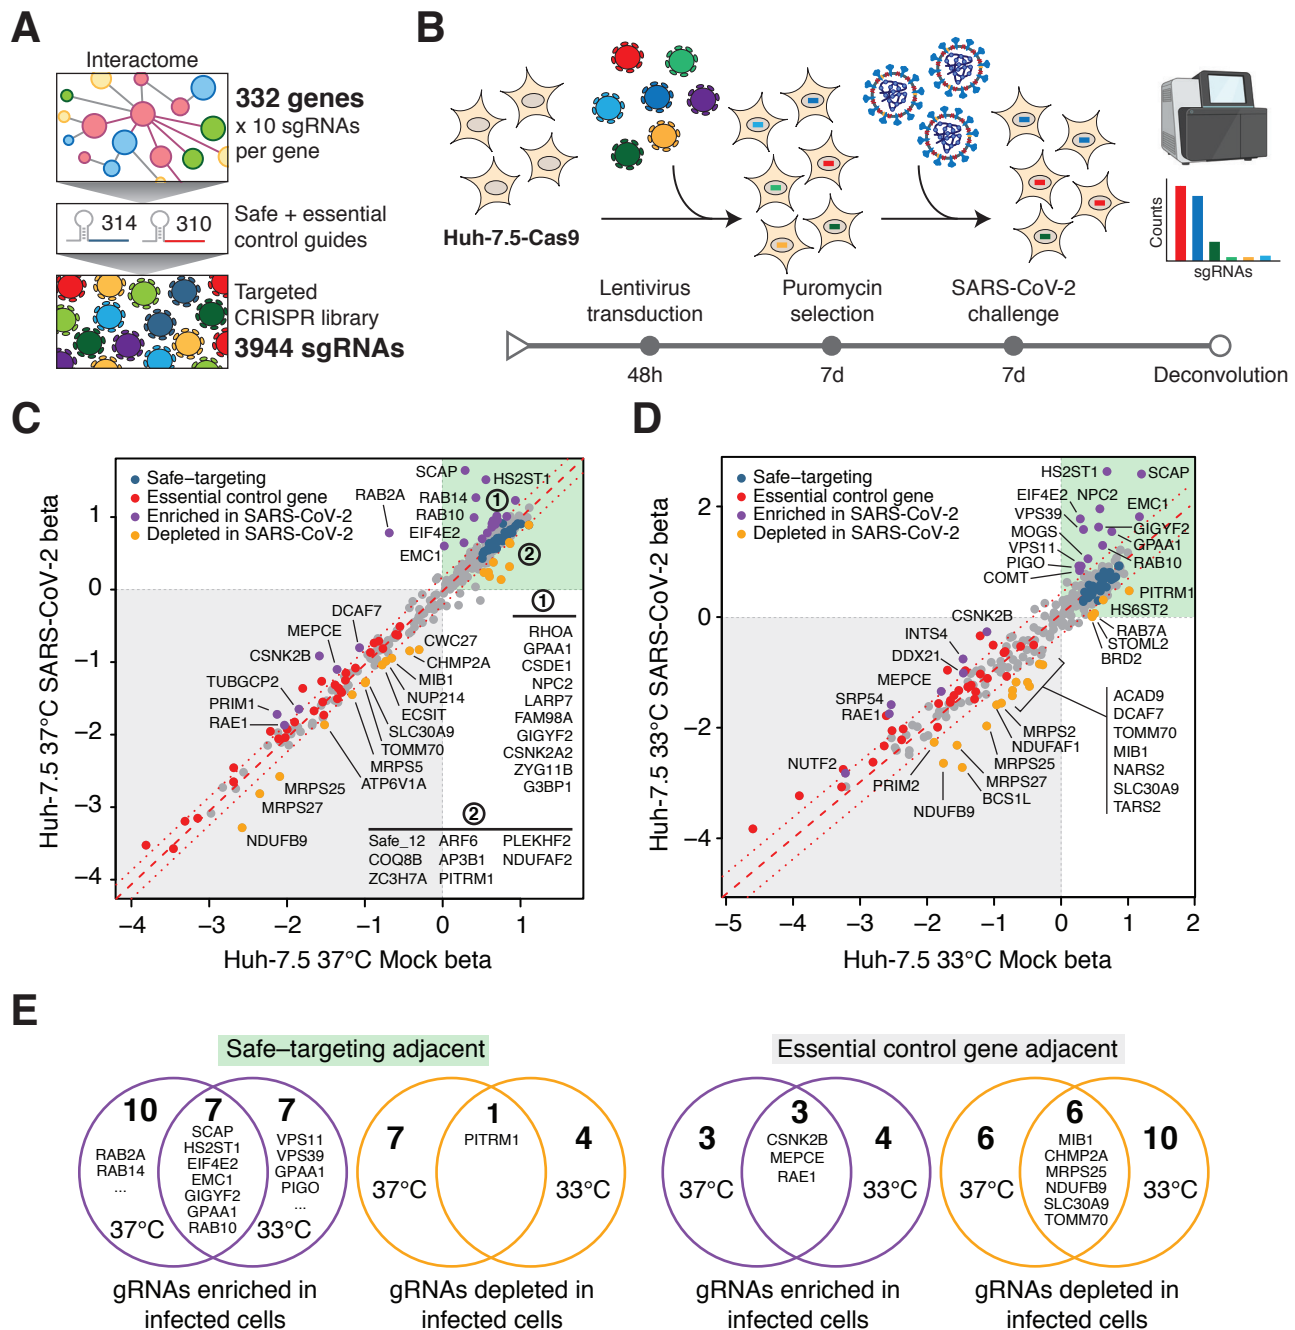 A
Interactome
332 genes
x 10 sgRNAs
per gene
314
310
Safe + essential
control guides
Targeted
CRISPR library
3944 sgRNAs
B
Huh-7.5-Cas9
Counts
sgRNAs
Lentivirus
transduction
Puromycin
selection
SARS-CoV-2
challenge
48h
7d
7d
Deconvolution
C
Huh-7.5 37°C SARS-CoV-2 beta
1
0
−1
−2
−3
−4
Safe–targeting
Essential control gene
Enriched in SARS-CoV-2
Depleted in SARS-CoV-2
SCAP
HS2ST1
RAB2A
RAB14
1
RAB10
EIF4E2
2
EMC1
DCAF7
MEPCE
CSNK2B
TUBGCP2
PRIM1
RAE1
CWC27
CHMP2A
MIB1
NUP214
ECSIT
SLC30A9
TOMM70
MRPS5
ATP6V1A
MRPS25
MRPS27
NDUFB9
1
RHOA
GPAA1
CSDE1
NPC2
LARP7
FAM98A
GIGYF2
CSNK2A2
ZYG11B
G3BP1
2
Safe_12 ARF6 PLEKHF2
COQ8B AP3B1 NDUFAF2
ZC3H7A PITRM1
−4 −3 −2 −1 0 1
Huh-7.5 37°C Mock beta
D
Huh-7.5 33°C SARS-CoV-2 beta
2
0
−2
−4
Safe–targeting
Essential control gene
Enriched in SARS-CoV-2
Depleted in SARS-CoV-2
HS2ST1
SCAP
EIF4E2
NPC2
EMC1
VPS39
GIGYF2
MOGS
GPAA1
VPS11
RAB10
PIGO
COMT
PITRM1
HS6ST2
RAB7A
STOML2
BRD2
CSNK2B
INTS4
DDX21
MEPCE
SRP54
RAE1
NUTF2
PRIM2
NDUFB9
BCS1L
MRPS27
MRPS25
NDUFAF1
MRPS2
ACAD9
DCAF7
TOMM70
MIB1
NARS2
SLC30A9
TARS2
−5 −4 −3 −2 −1 0 1 2
Huh-7.5 33°C Mock beta
E
Safe–targeting adjacent
10
RAB2A
RAB14
...
37°C
7
SCAP
HS2ST1
EIF4E2
EMC1
GIGYF2
GPAA1
RAB10
7
VPS11
VPS39
GPAA1
PIGO
...
33°C
gRNAs enriched in
infected cells
7
37°C
1
PITRM1
4
33°C
gRNAs depleted in
infected cells
Essential control gene adjacent
3
37°C
3
CSNK2B
MEPCE
RAE1
4
33°C
gRNAs enriched in
infected cells
6
37°C
6
MIB1
CHMP2A
MRPS25
NDUFB9
SLC30A9
TOMM70
10
33°C
gRNAs depleted in
infected cells